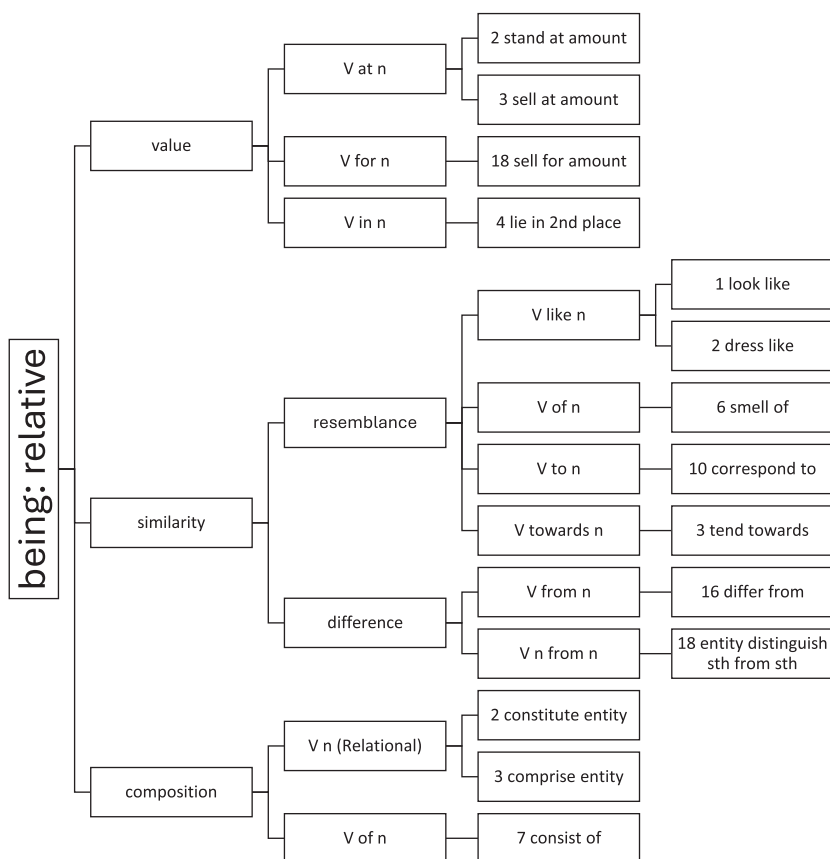 being: relative
value
V at n
2 stand at amount
3 sell at amount
V for n
18 sell for amount
V in n
4 lie in 2nd place
similarity
resemblance
V like n
1 look like
2 dress like
V of n
6 smell of
V to n
10 correspond to
V towards n
3 tend towards
difference
V from n
16 differ from
V n from n
18 entity distinguish
sth from sth
composition
V n (Relational)
2 constitute entity
3 comprise entity
V of n
7 consist of